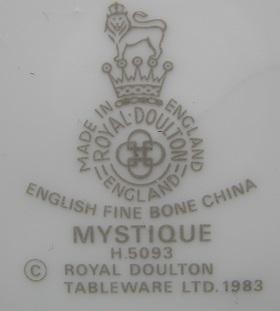 MADE IN ENGLAND
ROYAL·DOULTON
ENGLAND
ENGLISH FINE BONE CHINA
MYSTIQUE
H.5093
© ROYAL DOULTON
TABLEWARE LTD.1983